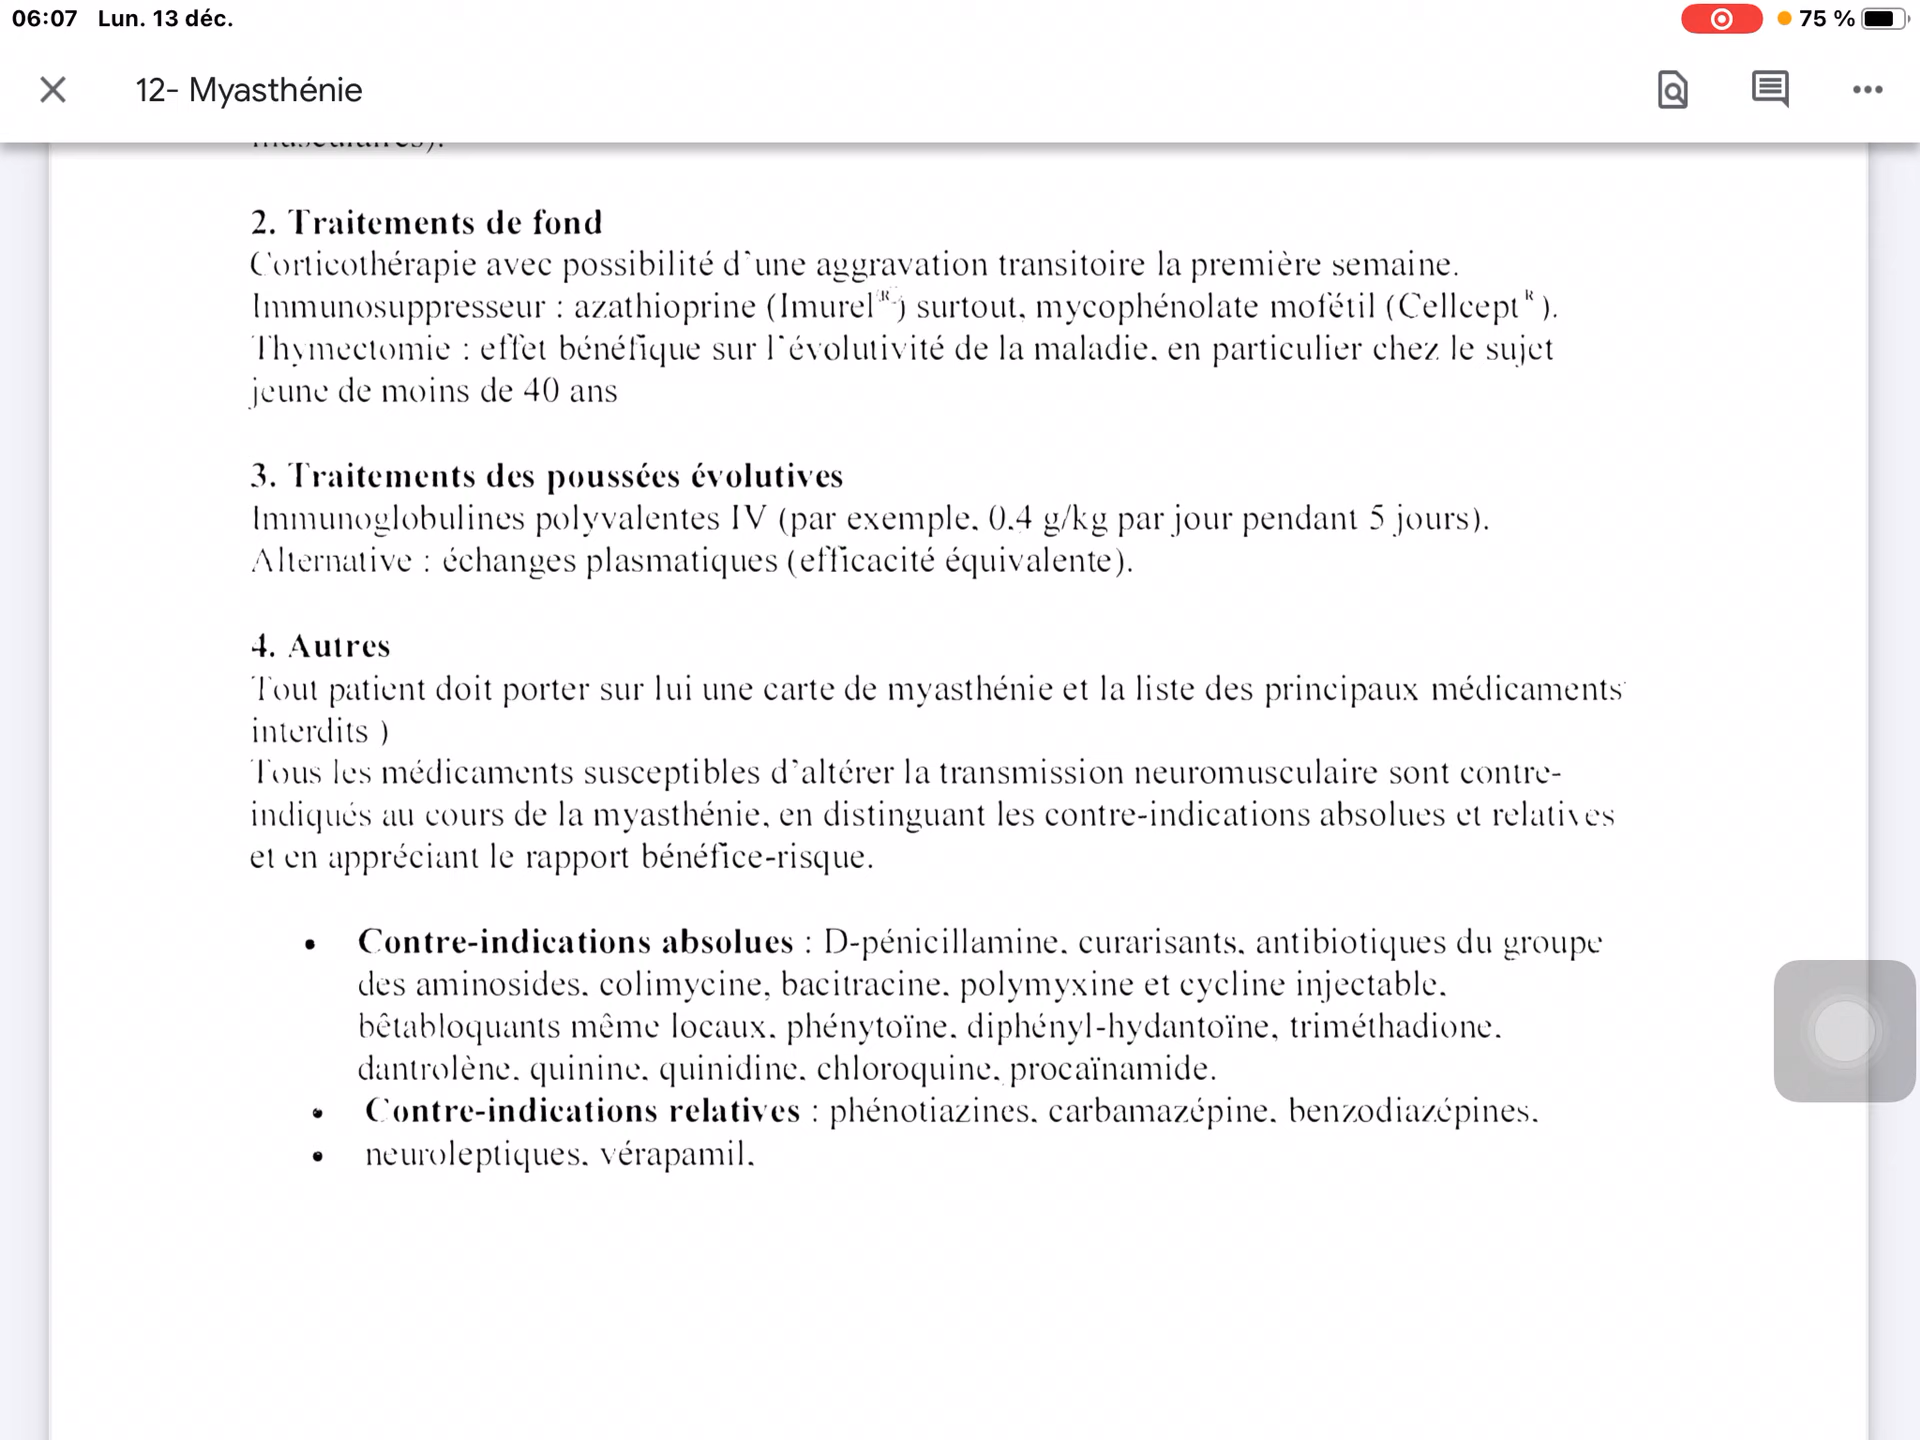 06:07 Lun. 13 déc.
75 %
12- Myasthénie
musculaires).
2. Traitements de fond
Corticothérapie avec possibilité d'une aggravation transitoire la première semaine.
Immunosuppresseur : azathioprine (Imurel®) surtout, mycophénolate mofétil (Cellcept ᴿ ).
Thymectomie : effet bénéfique sur l'évolutivité de la maladie, en particulier chez le sujet
jeune de moins de 40 ans
3. Traitements des poussées évolutives
Immunoglobulines polyvalentes IV (par exemple, 0,4 g/kg par jour pendant 5 jours).
Alternative : échanges plasmatiques (efficacité équivalente).
4. Autres
Tout patient doit porter sur lui une carte de myasthénie et la liste des principaux médicaments
interdits )
Tous les médicaments susceptibles d'altérer la transmission neuromusculaire sont contre-
indiqués au cours de la myasthénie, en distinguant les contre-indications absolues et relatives
et en appréciant le rapport bénéfice-risque.
• Contre-indications absolues : D-pénicillamine, curarisants, antibiotiques du groupe
des aminosides, colimycine, bacitracine, polymyxine et cycline injectable,
bêtabloquants même locaux, phénytoïne, diphényl-hydantoïne, triméthadione,
dantrolène, quinine, quinidine, chloroquine, procaïnamide.
• Contre-indications relatives : phénotiazines, carbamazépine, benzodiazépines,
• neuroleptiques, vérapamil,